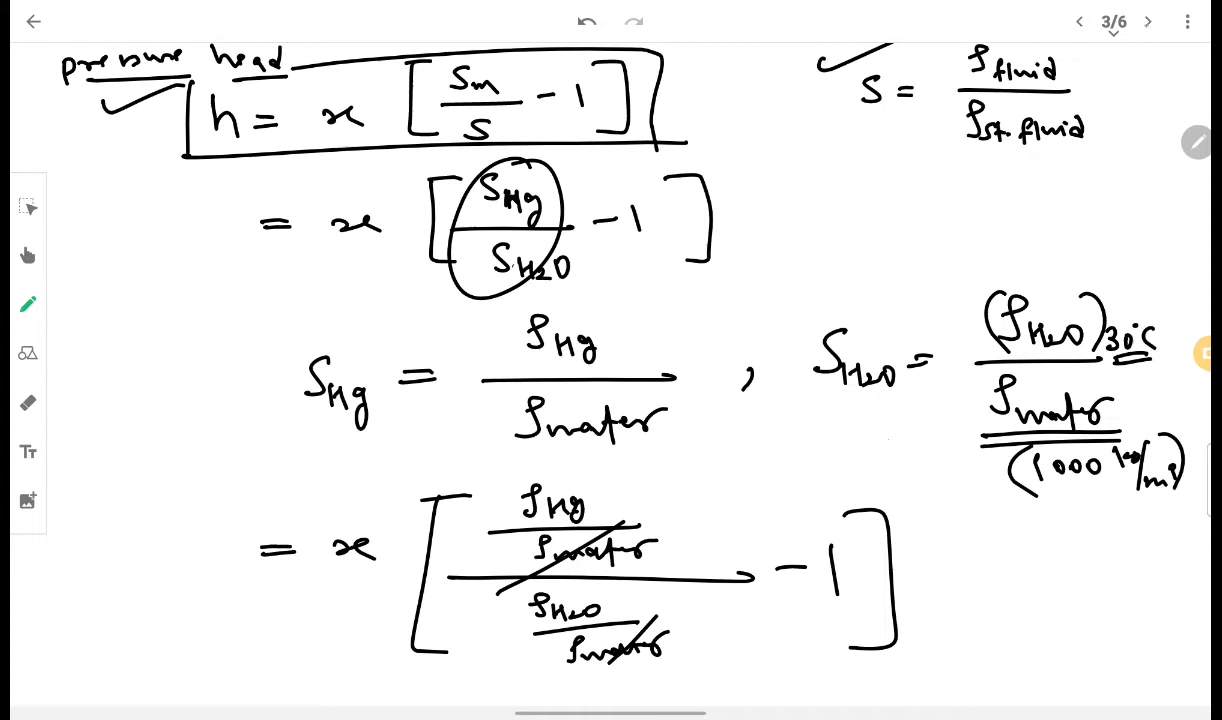 3/6
pressure head
h = x [ Sm / S - 1 ]
S = ρfluid / ρst. fluid
= x [ SHg / SH2O - 1 ]
SHg = ρHg / ρwater , SH2O = (ρH2O)30°C / ρwater
(1000 kg/m³)
= x [ (ρHg / ρwater) / (ρH2O / ρwater) - 1 ]
Tт